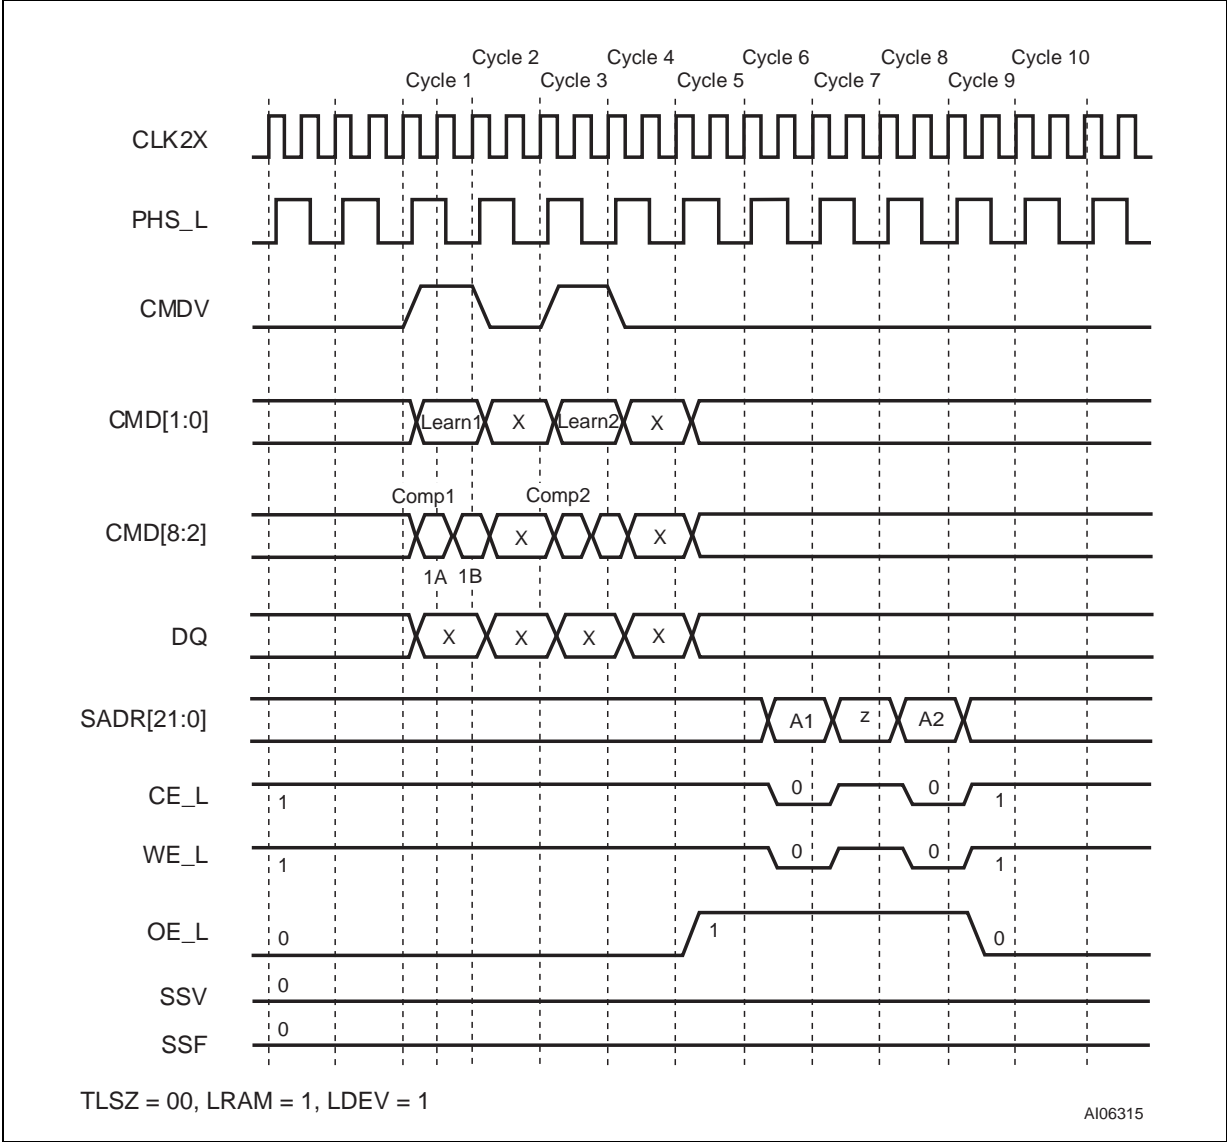 Cycle 2 Cycle 4 Cycle 6 Cycle 8 Cycle 10
Cycle 1 Cycle 3 Cycle 5 Cycle 7 Cycle 9
CLK2X
PHS_L
CMDV
CMD[1:0] Learn1 X Learn2 X
Comp1 Comp2
CMD[8:2] X X
1A 1B
DQ X X X X
SADR[21:0] A1 z A2
CE_L 1 0 0 1
WE_L 1 0 0 1
OE_L 0 1 0
SSV 0
SSF 0
TLSZ = 00, LRAM = 1, LDEV = 1
AI06315